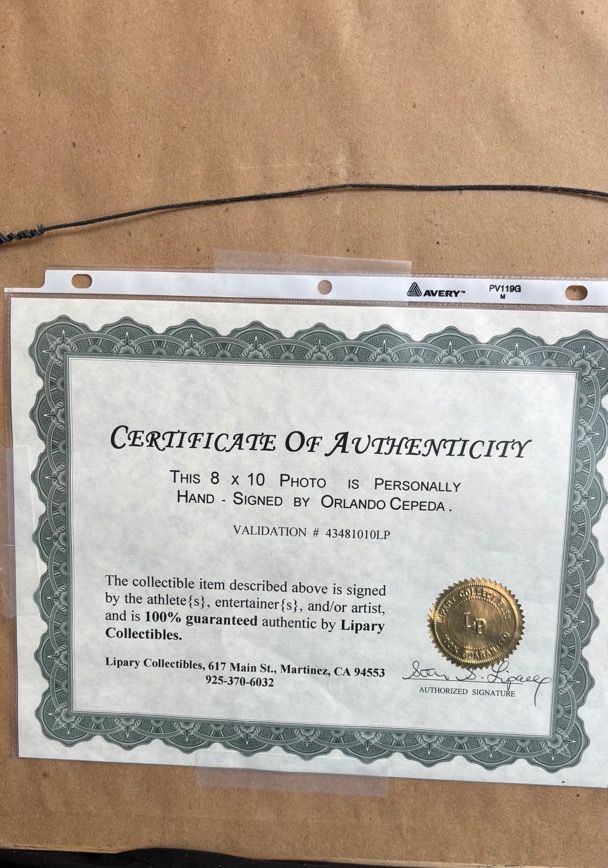 AVERY™ PV119G
M
CERTIFICATE OF AUTHENTICITY
THIS 8 X 10 PHOTO IS PERSONALLY
HAND - SIGNED BY ORLANDO CEPEDA.
VALIDATION # 43481010LP
The collectible item described above is signed
by the athlete{s}, entertainer{s}, and/or artist,
and is 100% guaranteed authentic by Lipary
Collectibles.
Lipary Collectibles, 617 Main St., Martinez, CA 94553
925-370-6032
LP
AUTHORIZED SIGNATURE